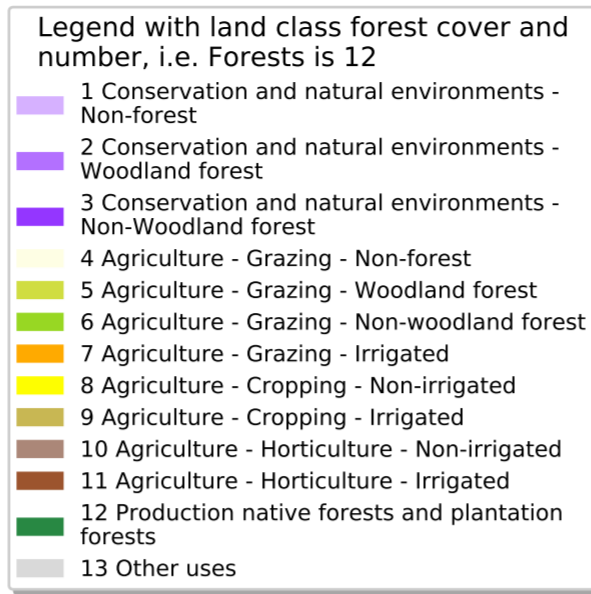 Legend with land class forest cover and
number, i.e. Forests is 12
1 Conservation and natural environments -
Non-forest
2 Conservation and natural environments -
Woodland forest
3 Conservation and natural environments -
Non-Woodland forest
4 Agriculture - Grazing - Non-forest
5 Agriculture - Grazing - Woodland forest
6 Agriculture - Grazing - Non-woodland forest
7 Agriculture - Grazing - Irrigated
8 Agriculture - Cropping - Non-irrigated
9 Agriculture - Cropping - Irrigated
10 Agriculture - Horticulture - Non-irrigated
11 Agriculture - Horticulture - Irrigated
12 Production native forests and plantation
forests
13 Other uses